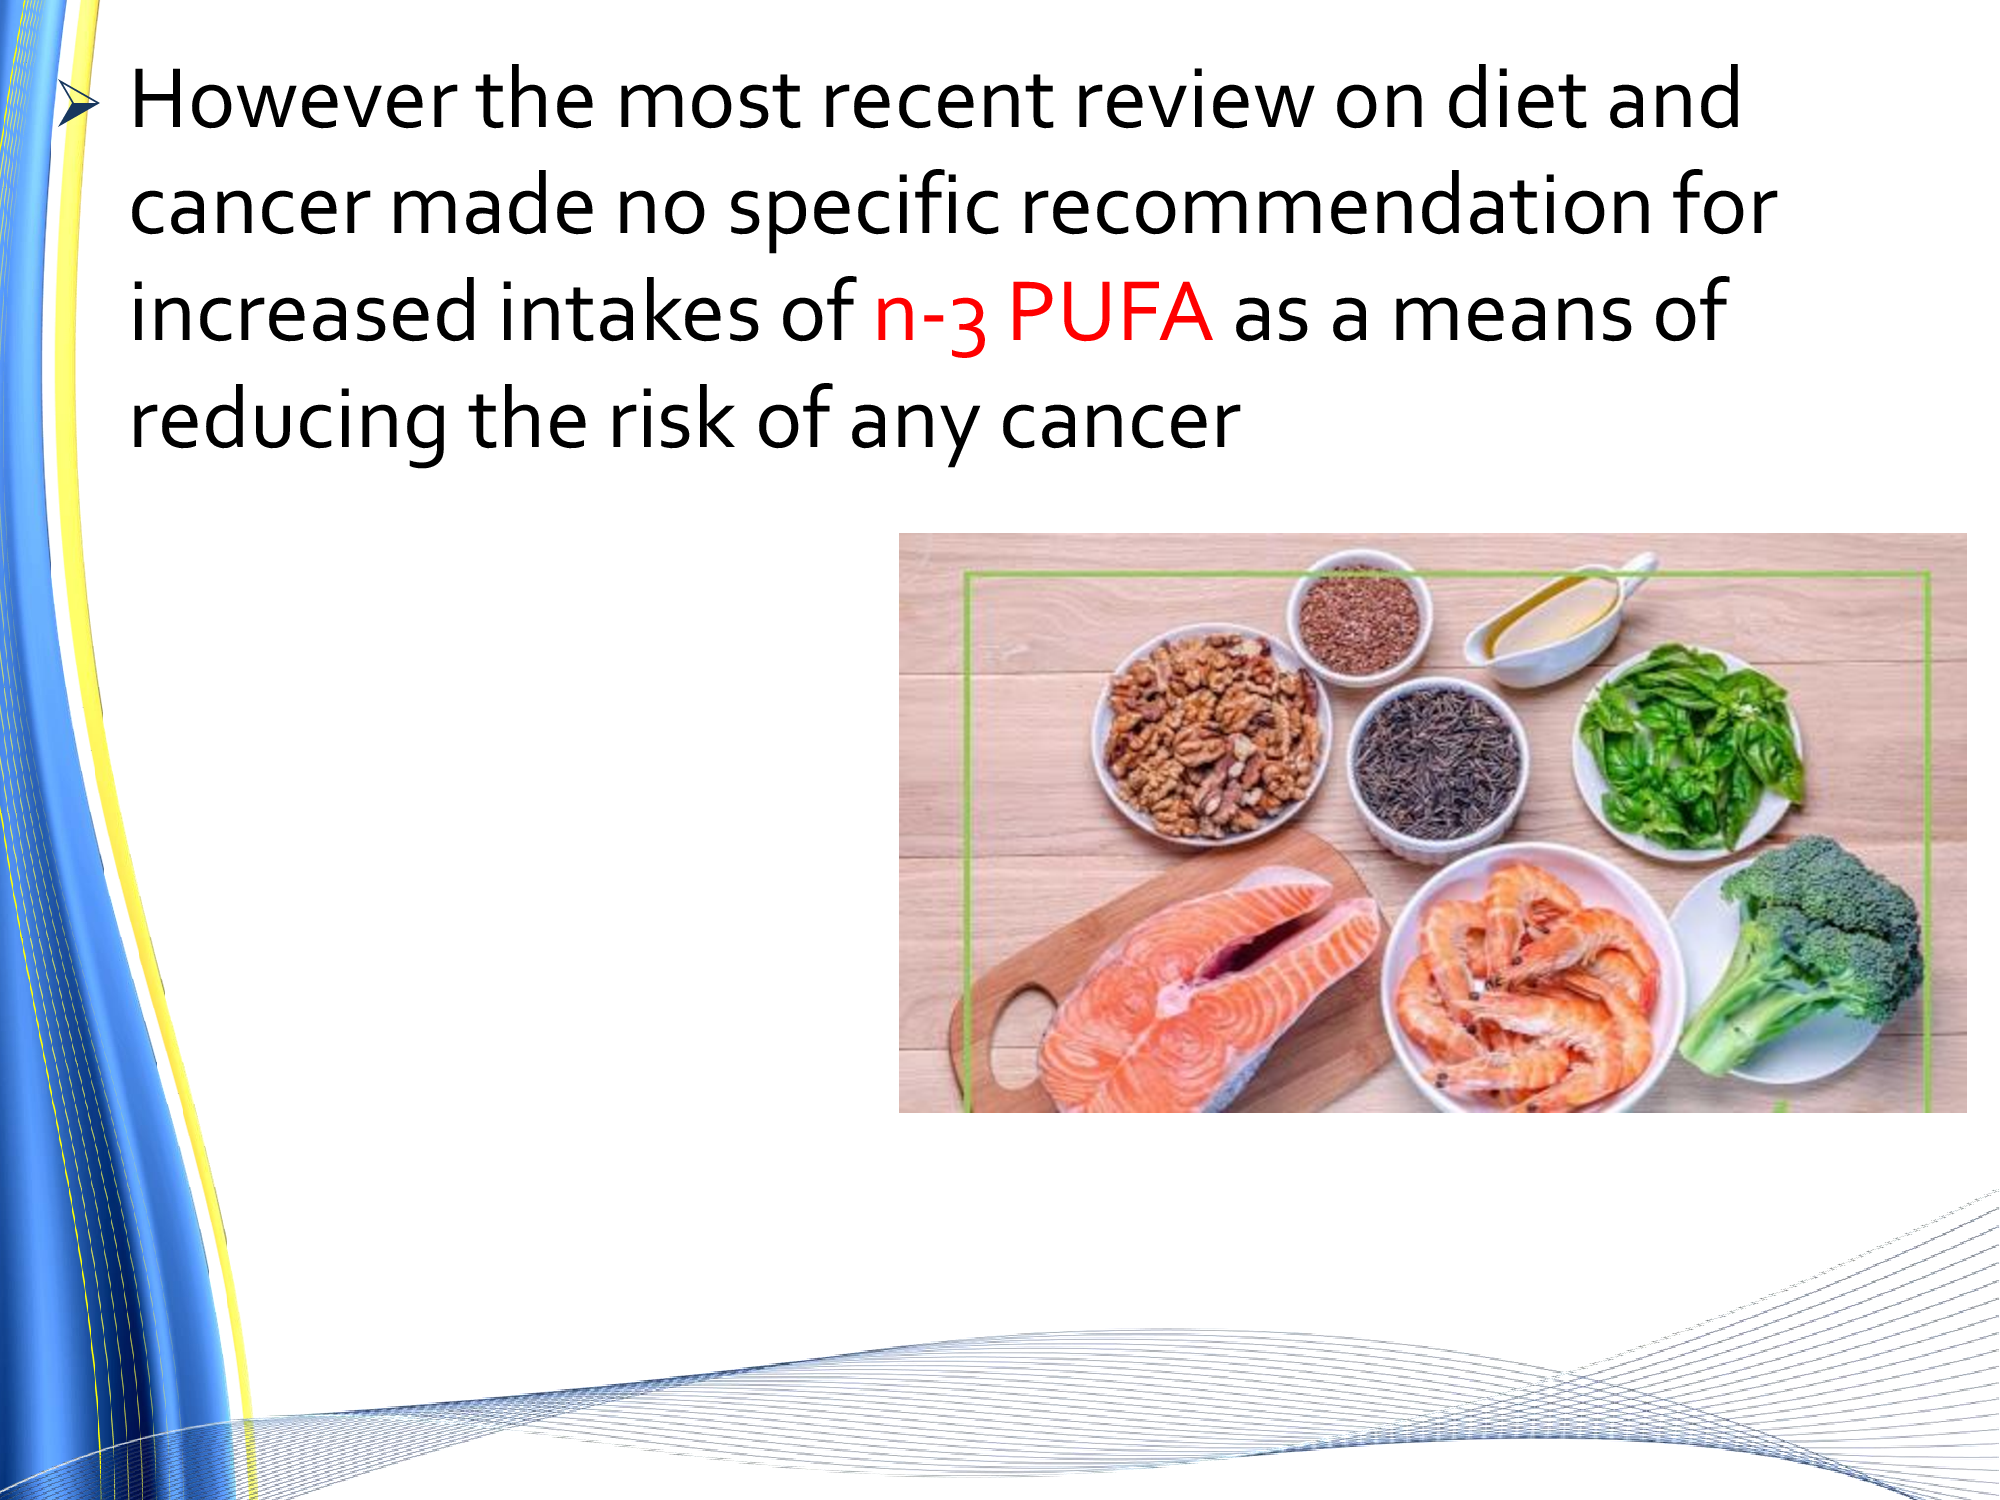 However the most recent review on diet and
cancer made no specific recommendation for
increased intakes of n-3 PUFA as a means of
reducing the risk of any cancer